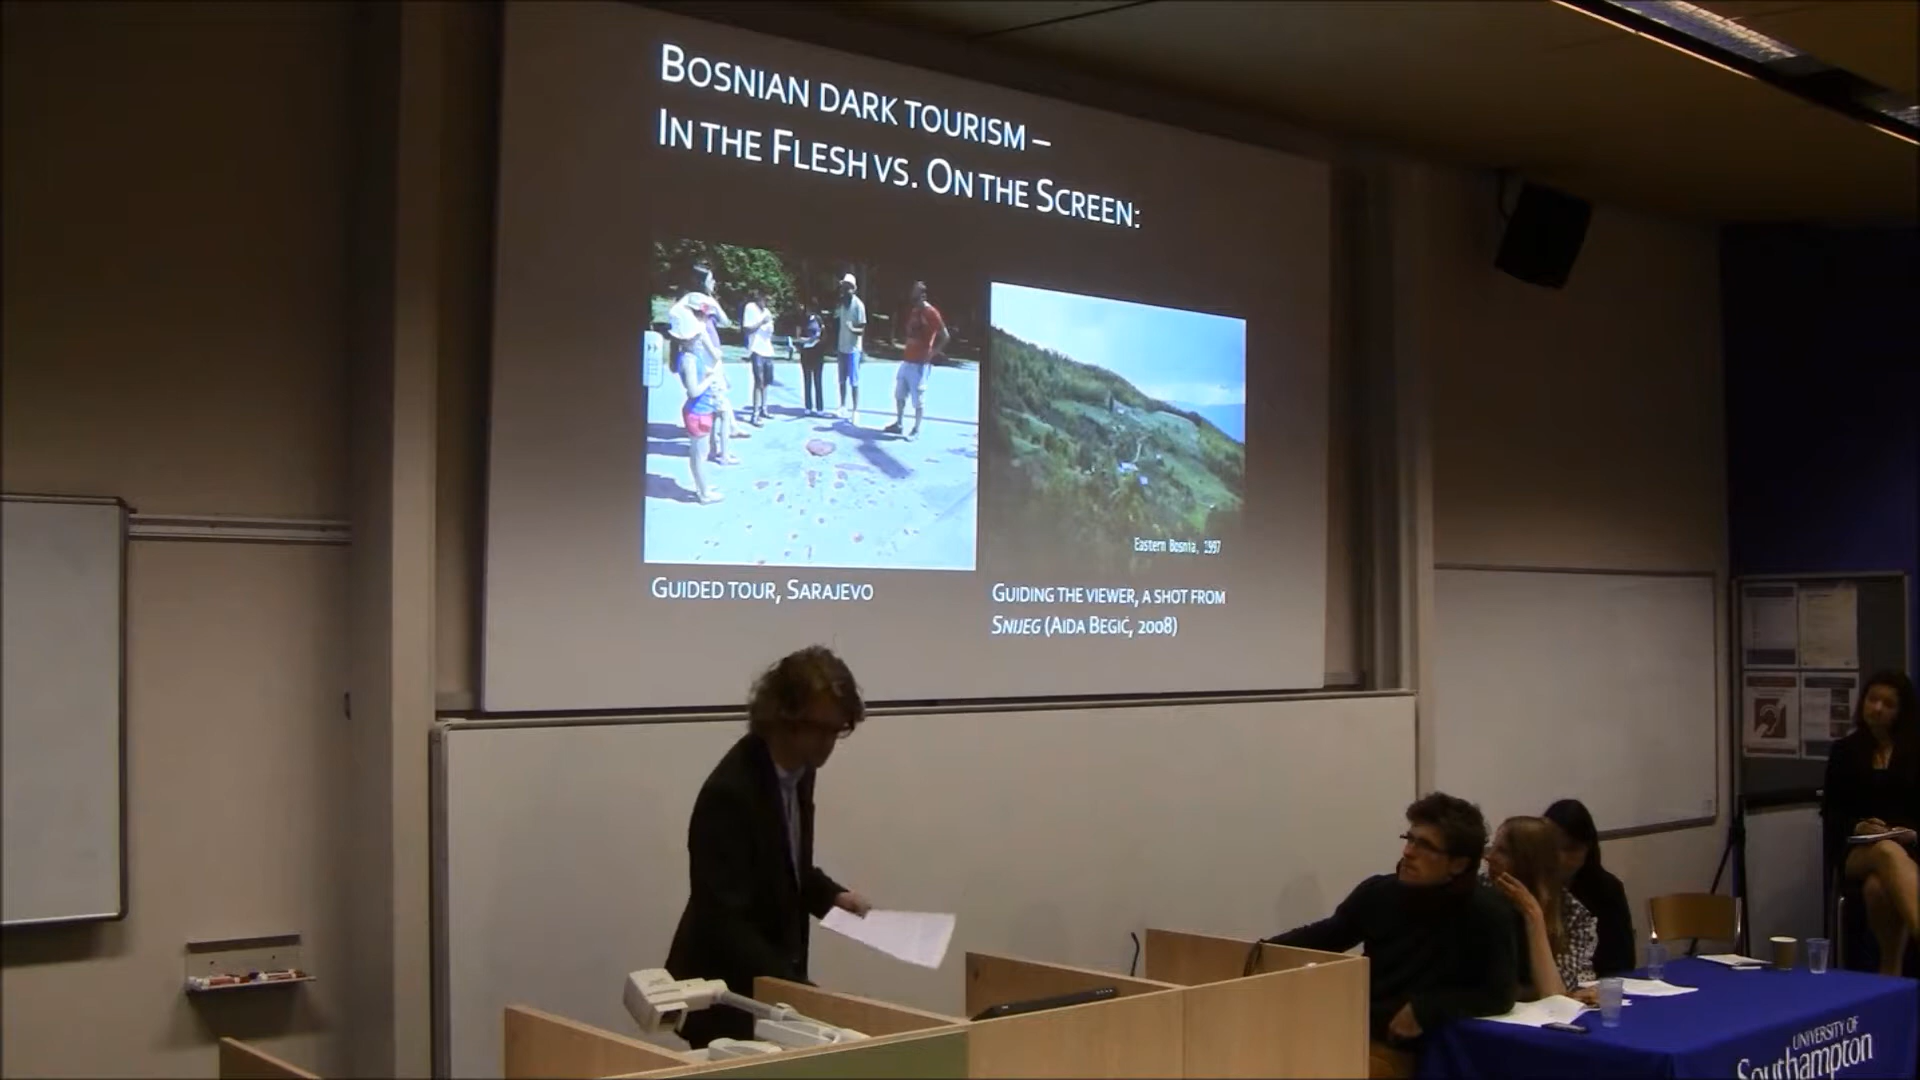 BOSNIAN DARK TOURISM –
IN THE FLESH VS. ON THE SCREEN:
Eastern Bosnia, 1997
GUIDED TOUR, SARAJEVO
GUIDING THE VIEWER, A SHOT FROM
SNIJEG (AIDA BEGIĆ, 2008)
UNIVERSITY OF
Southampton